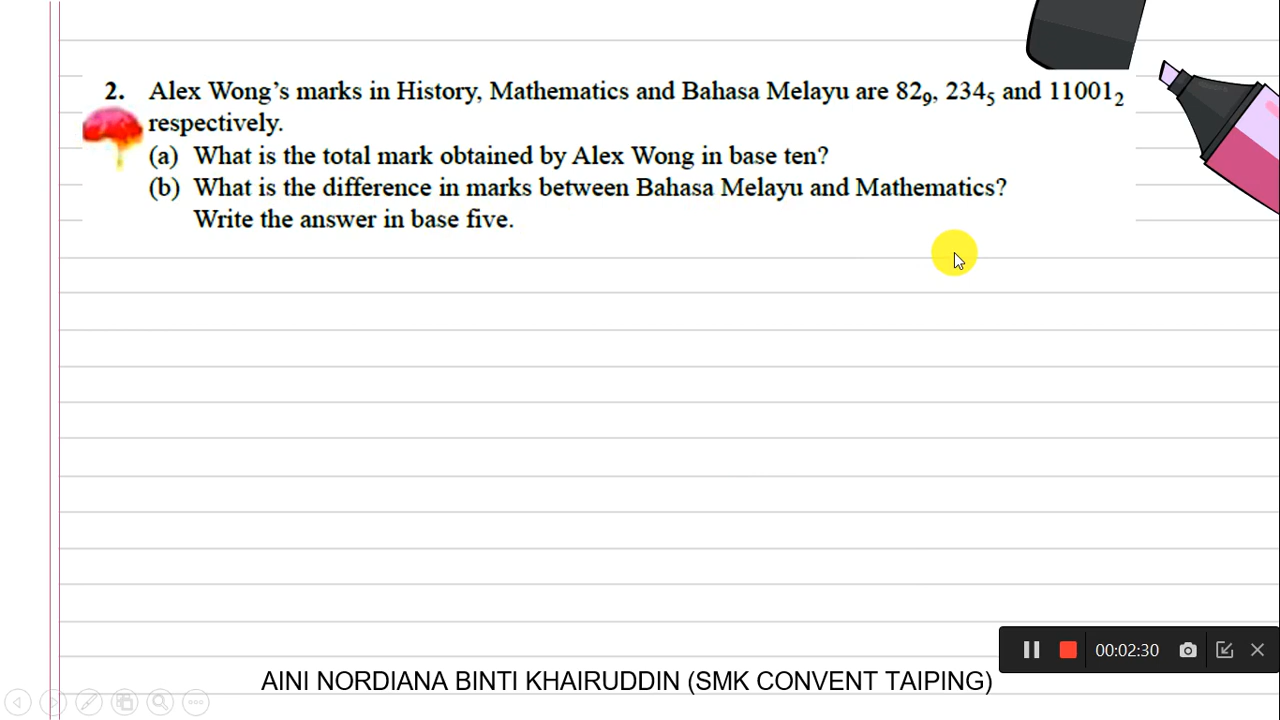 2. Alex Wong's marks in History, Mathematics and Bahasa Melayu are 82₉, 234₅ and 11001₂
respectively.
(a) What is the total mark obtained by Alex Wong in base ten?
(b) What is the difference in marks between Bahasa Melayu and Mathematics?
Write the answer in base five.
00:02:30
AINI NORDIANA BINTI KHAIRUDDIN (SMK CONVENT TAIPING)